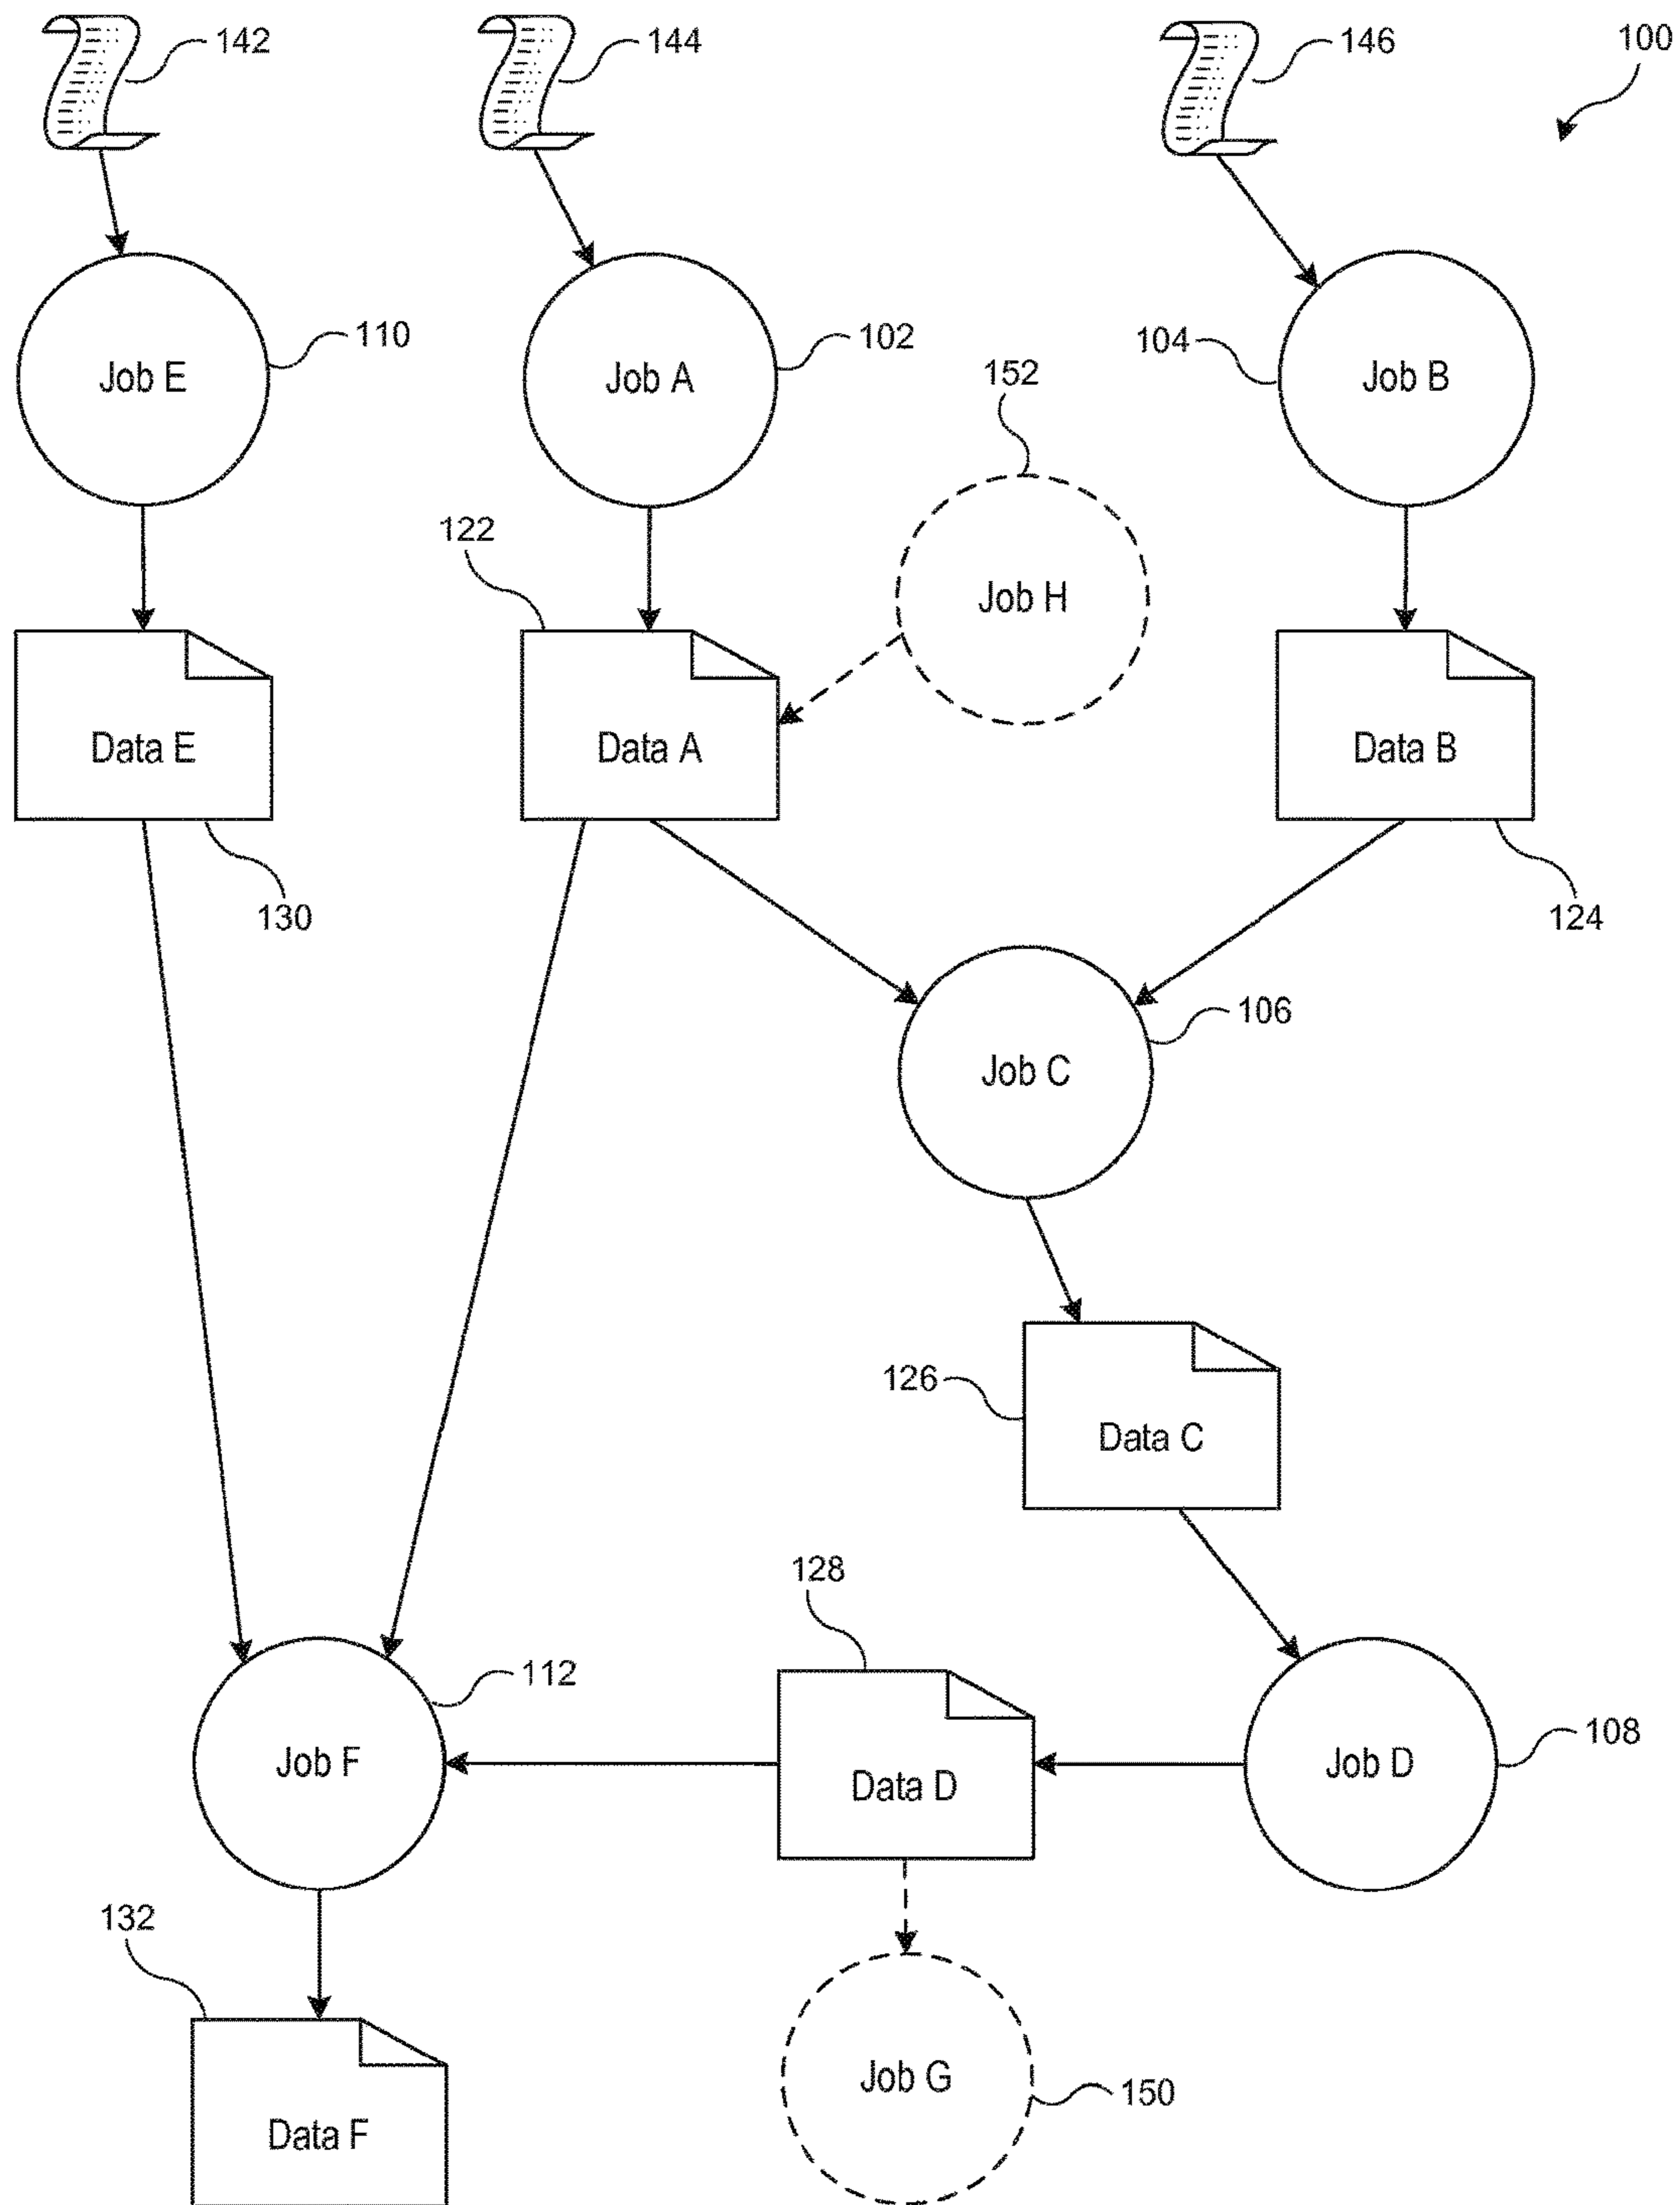 142
144
146
100
110
102
104
Job E
Job A
Job B
152
122
Job H
Data E
Data A
Data B
130
124
106
Job C
126
Data C
128
112
108
Job F
Data D
Job D
132
Job G
150
Data F